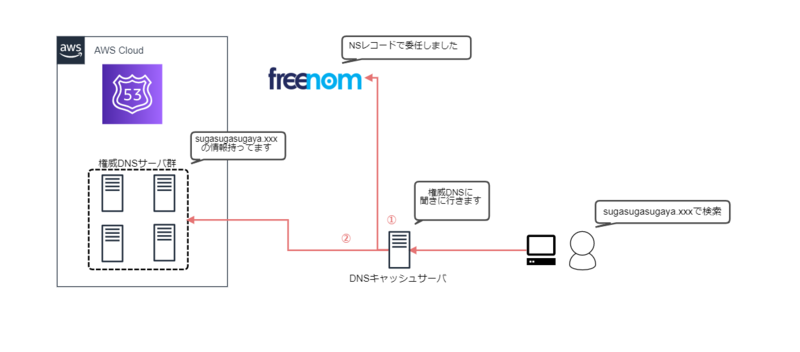 NSレコードで委任しました
aws
AWS Cloud
53
freenom
sugasugasugaya.xxx
の情報持ってます
権威DNSサーバ群
権威DNSに
聞きに行きます
①
②
sugasugasugaya.xxxで検索
DNSキャッシュサーバ